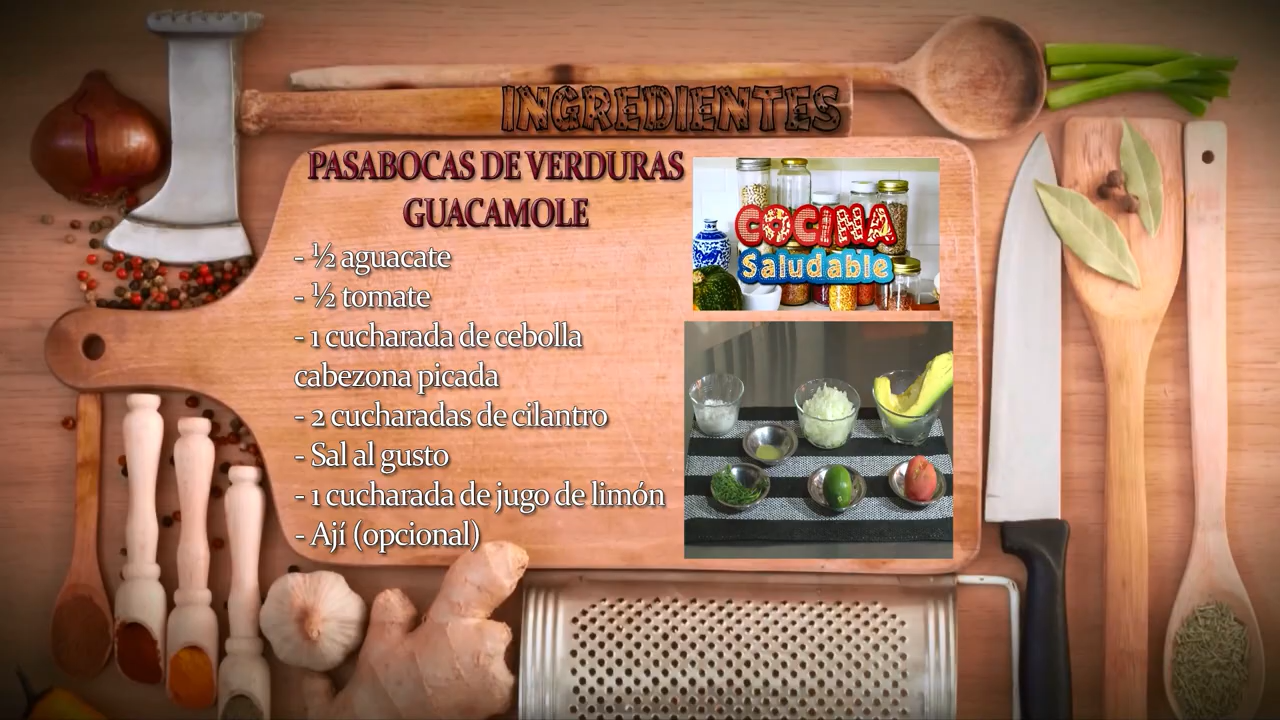 INGREDIENTES
PASABOCAS DE VERDURAS
GUACAMOLE
- ½ aguacate
- ½ tomate
- 1 cucharada de cebolla
cabezona picada
- 2 cucharadas de cilantro
- Sal al gusto
- 1 cucharada de jugo de limón
- Ají (opcional)
COCINA
Saludable